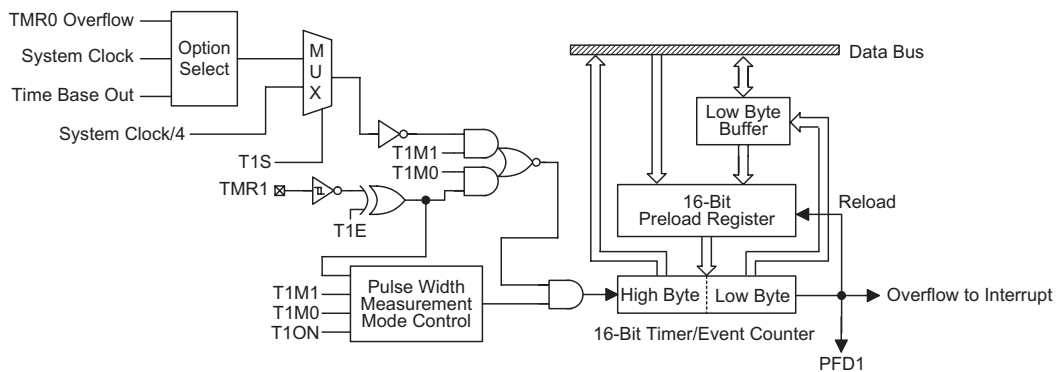 TMR0 Overflow
System Clock
Time Base Out
Option
Select
M
U
X
System Clock/4
T1S
TMR1
T1E
T1M1
T1M0
Data Bus
Low Byte
Buffer
16-Bit
Preload Register
Reload
T1M1
T1M0
T1ON
Pulse Width
Measurement
Mode Control
High Byte
Low Byte
16-Bit Timer/Event Counter
Overflow to Interrupt
PFD1